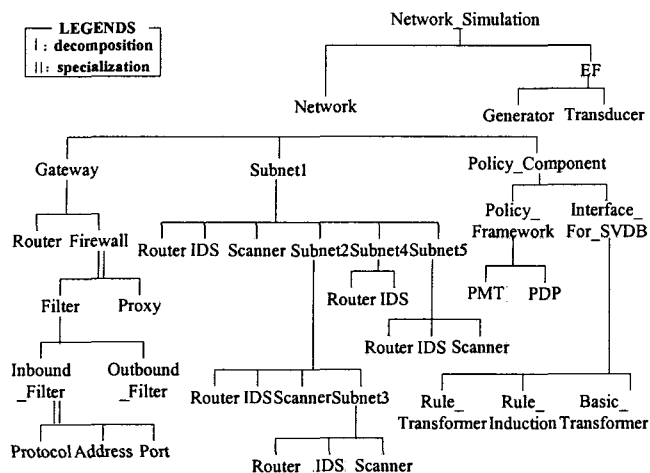 LEGENDS
| : decomposition
|| : specialization
Network_Simulation
EF
Network
Generator Transducer
Gateway
Subnet1
Policy_Component
Router Firewall
Router IDS Scanner Subnet2 Subnet4 Subnet5
Policy_
Framework
Interface_
For_SVDB
Filter
Proxy
Router IDS
PMT
PDP
Router IDS Scanner
Inbound
_Filter
Outbound
_Filter
Router IDS Scanner Subnet3
Rule_
Transformer
Rule_
Induction
Basic_
Transformer
Protocol Address Port
Router IDS Scanner